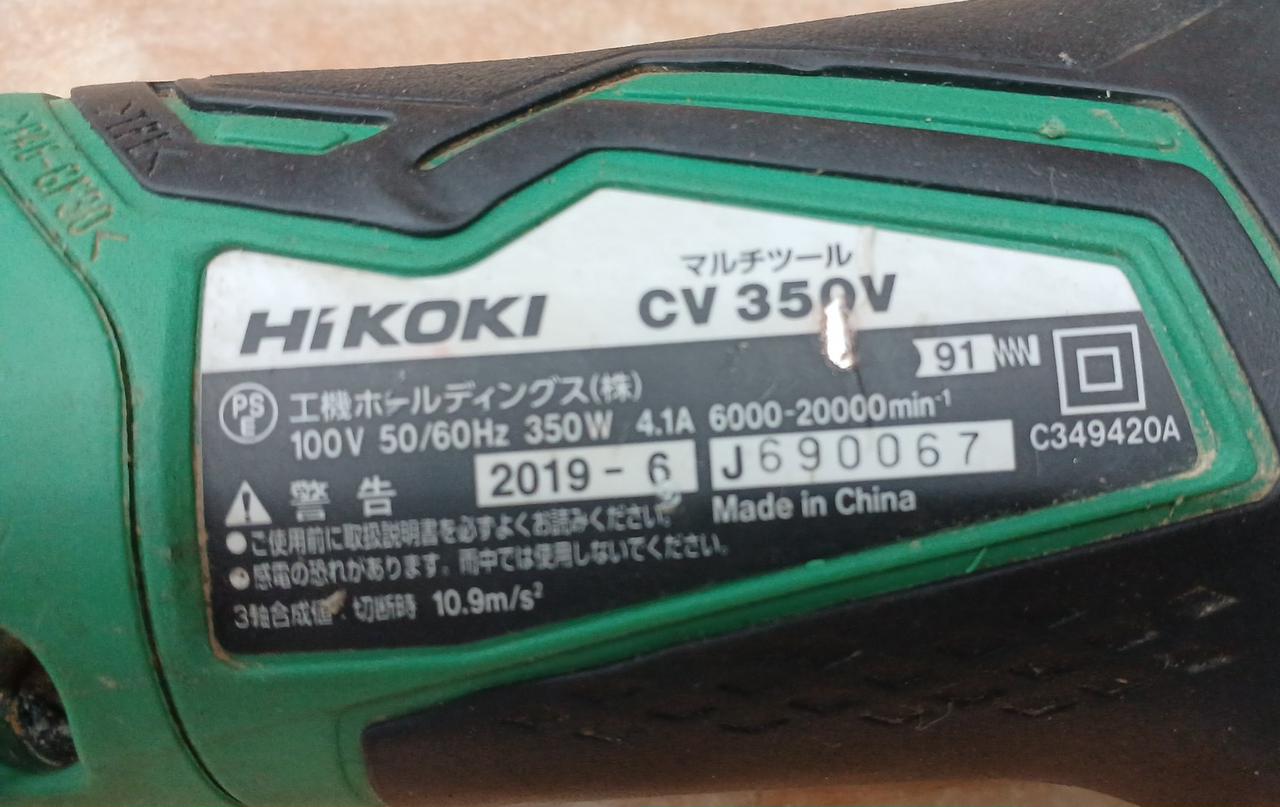 >TPE<
>PA6-GF30<
マルチツール
HiKOKI CV 350V
91
PS E 工機ホールディングス(株)
100V 50/60Hz 350W 4.1A 6000-20000min⁻¹
2019 - 6 J690067 C349420A
警告 Made in China
●ご使用前に取扱説明書を必ずよくお読みください。
●感電の恐れがあります。雨中では使用しないでください。
3軸合成値:切断時 10.9m/s²